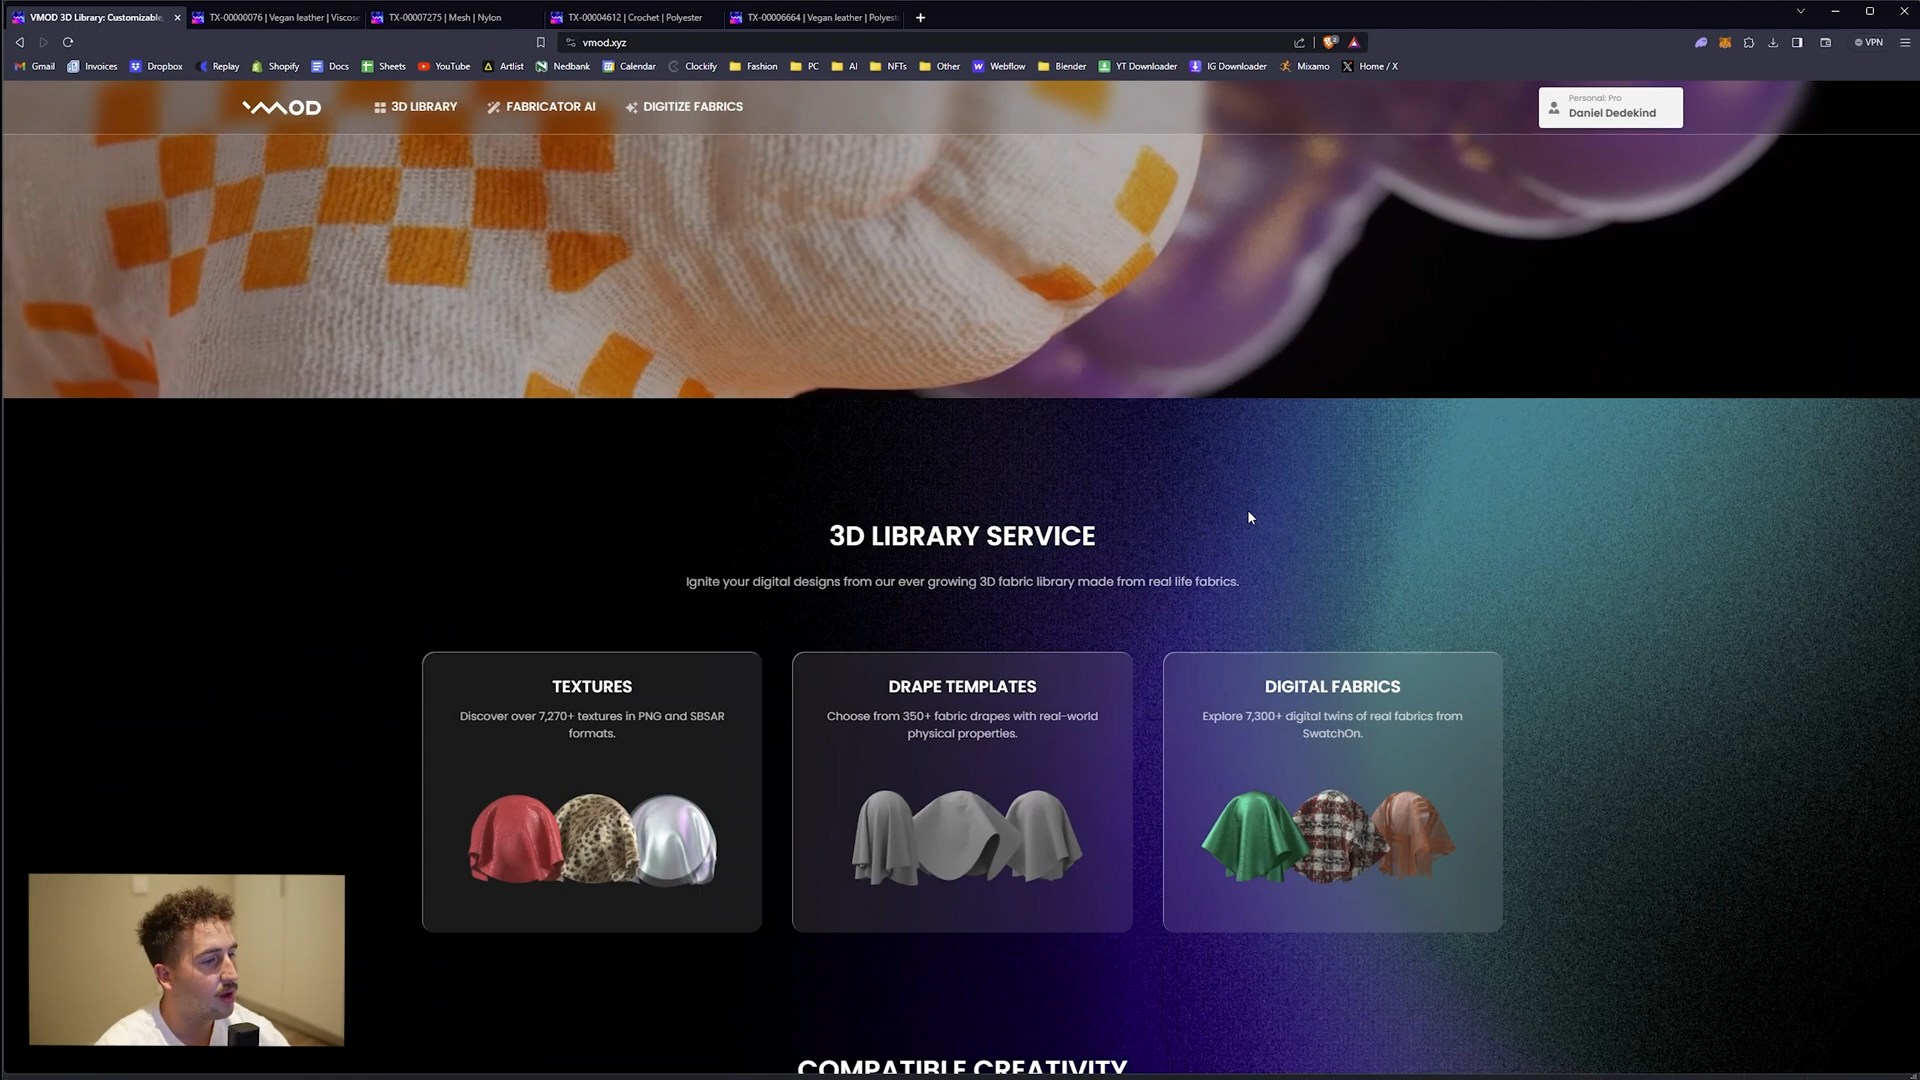 VMOD 3D Library: Customizable,
TX-00000076 | Vegan leather | Viscose
TX-00007275 | Mesh | Nylon
TX-00004612 | Crochet | Polyester
TX-00006664 | Vegan leather | Polyest
vmod.xyz
VPN
Gmail
Invoices
Dropbox
Replay
Shopify
Docs
Sheets
YouTube
Artlist
Nedbank
Calendar
Clockify
Fashion
PC
AI
NFTs
Other
Webflow
Blender
YT Downloader
IG Downloader
Mixamo
Home / X
VMOD
3D LIBRARY
FABRICATOR AI
DIGITIZE FABRICS
Personal: Pro
Daniel Dedekind
3D LIBRARY SERVICE
Ignite your digital designs from our ever growing 3D fabric library made from real life fabrics.
TEXTURES
Discover over 7,270+ textures in PNG and SBSAR
formats.
DRAPE TEMPLATES
Choose from 350+ fabric drapes with real-world
physical properties.
DIGITAL FABRICS
Explore 7,300+ digital twins of real fabrics from
SwatchOn.
COMPATIBLE CREATIVITY